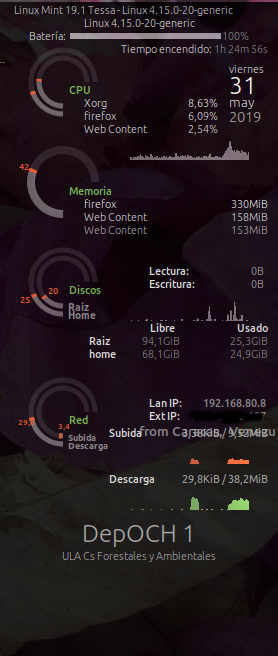 Linux Mint 19.1 Tessa - Linux 4.15.0-20-generic
Linux 4.15.0-20-generic
Batería: 100%
Tiempo encendido: 1h 24m 56s
viernes
31
may
2019
CPU
Xorg 8,63%
firefox 6,09%
Web Content 2,54%
42
Memoria
firefox 330MiB
Web Content 158MiB
Web Content 153MiB
Lectura: 0B
Escritura: 0B
Discos
25 20
Raiz
Home
Libre Usado
Raiz 94,1GiB 25,3GiB
home 68,1GiB 24,9GiB
Lan IP: 192.168.80.8
Ext IP:
29, 3,4
Red
Subida
Descarga
Subida
from
Descarga 29,8KiB / 38,2MiB
DepOCH 1
ULA Cs Forestales y Ambientales